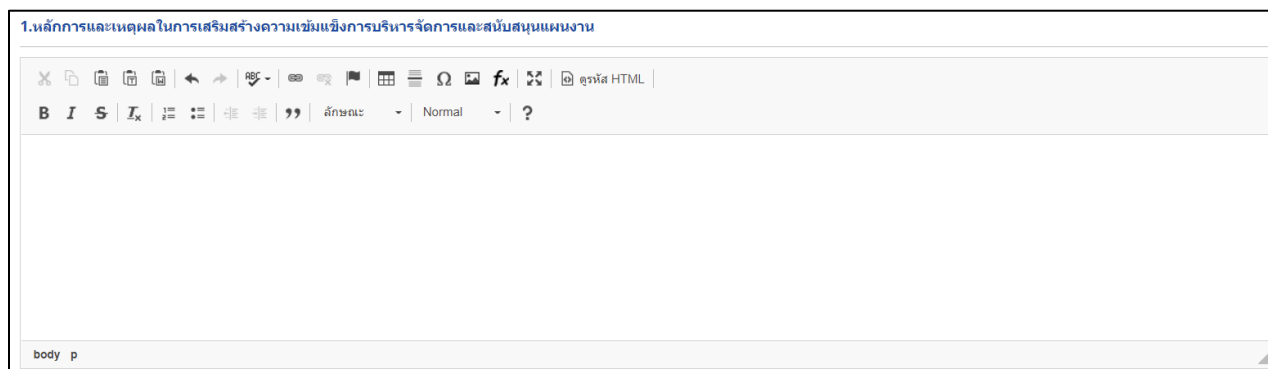 1.หลักการและเหตุผลในการเสริมสร้างความเข้มแข็งการบริหารจัดการและสนับสนุนแผนงาน
ABC Ω fx ดูรหัส HTML
B I S Ix ลักษณะ Normal ?
body p